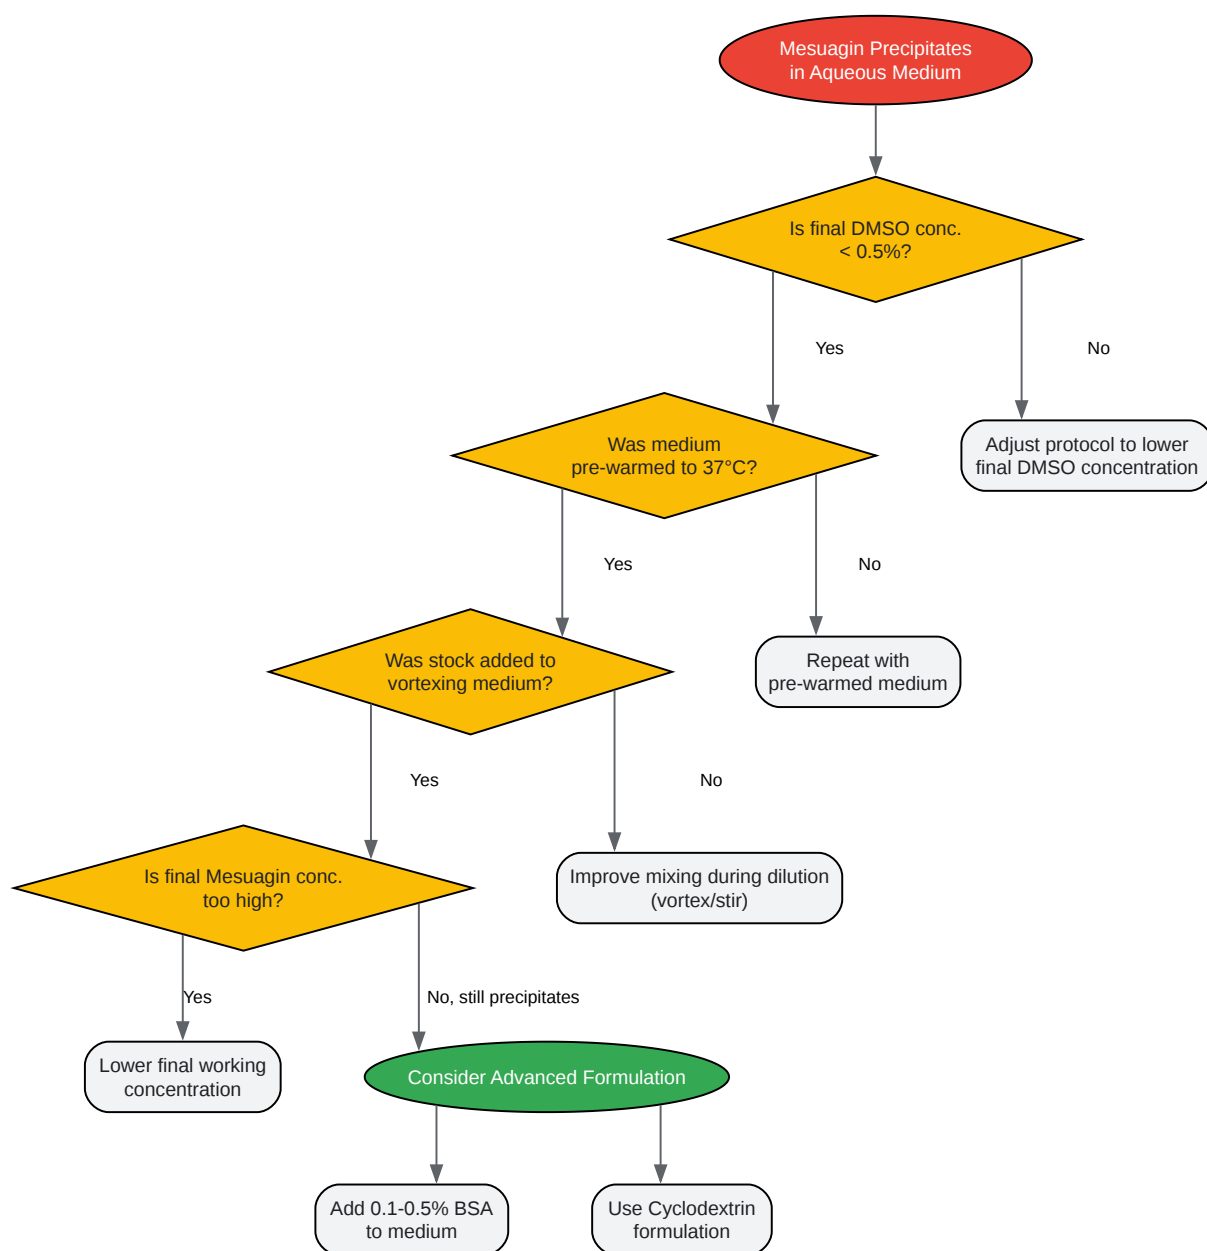 Mesuagin Precipitates
in Aqueous Medium
Is final DMSO conc.
< 0.5%?
Yes
No
Was medium
pre-warmed to 37°C?
Adjust protocol to lower
final DMSO concentration
Yes
No
Was stock added to
vortexing medium?
Repeat with
pre-warmed medium
Yes
No
Is final Mesuagin conc.
too high?
Improve mixing during dilution
(vortex/stir)
Yes
No, still precipitates
Lower final working
concentration
Consider Advanced Formulation
Add 0.1-0.5% BSA
to medium
Use Cyclodextrin
formulation